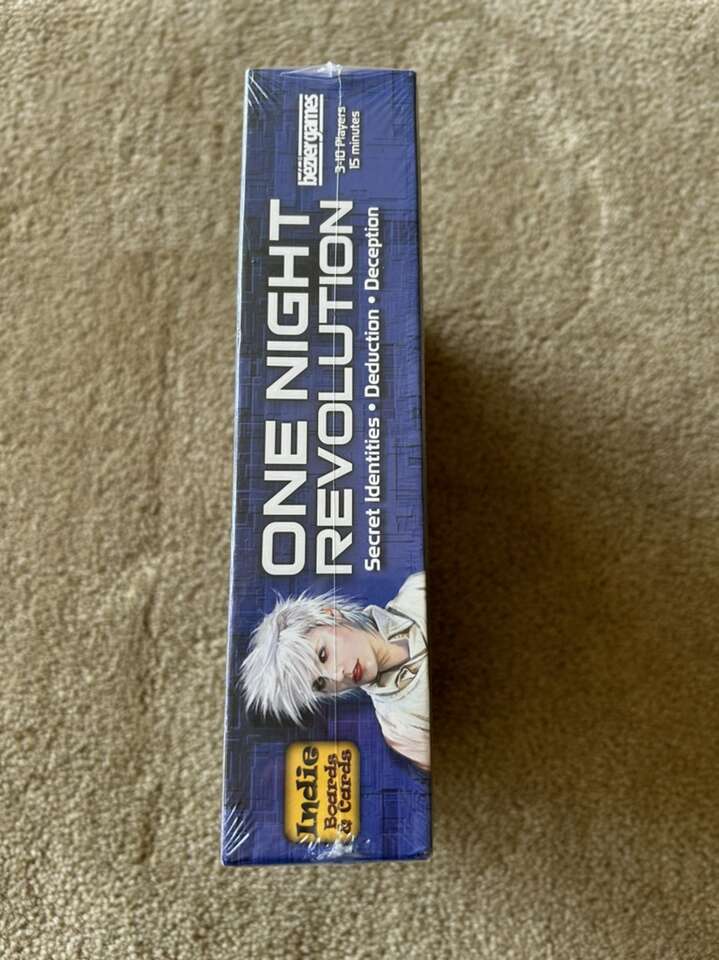 Indie
Boards
& Cards
ONE NIGHT
REVOLUTION
Secret Identities • Deduction • Deception
bezier games
3-10 Players
15 minutes